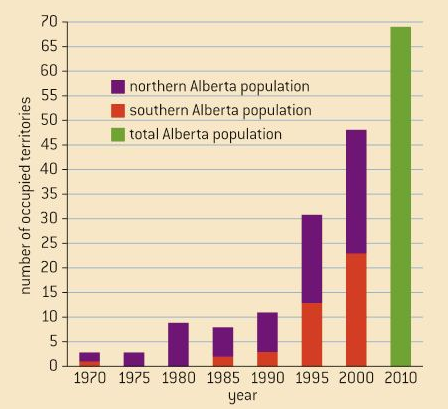 70
65
60
55
50
45
40
35
30
25
20
15
10
5
0
number of occupied territories
northern Alberta population
southern Alberta population
total Alberta population
1970 1975 1980 1985 1990 1995 2000 2010
year